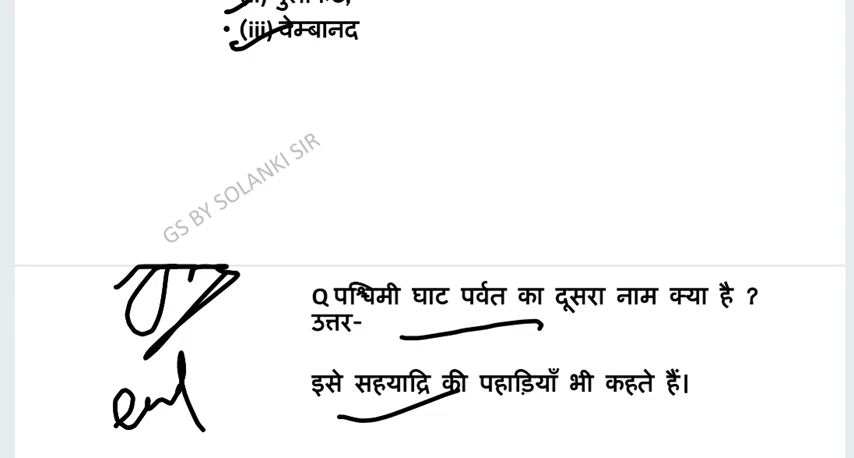 • (iii) वेम्बानद
GS BY SOLANKI SIR
Q पश्चिमी घाट पर्वत का दूसरा नाम क्या है ?
उत्तर-
इसे सहयाद्रि की पहाड़ियाँ भी कहते हैं।